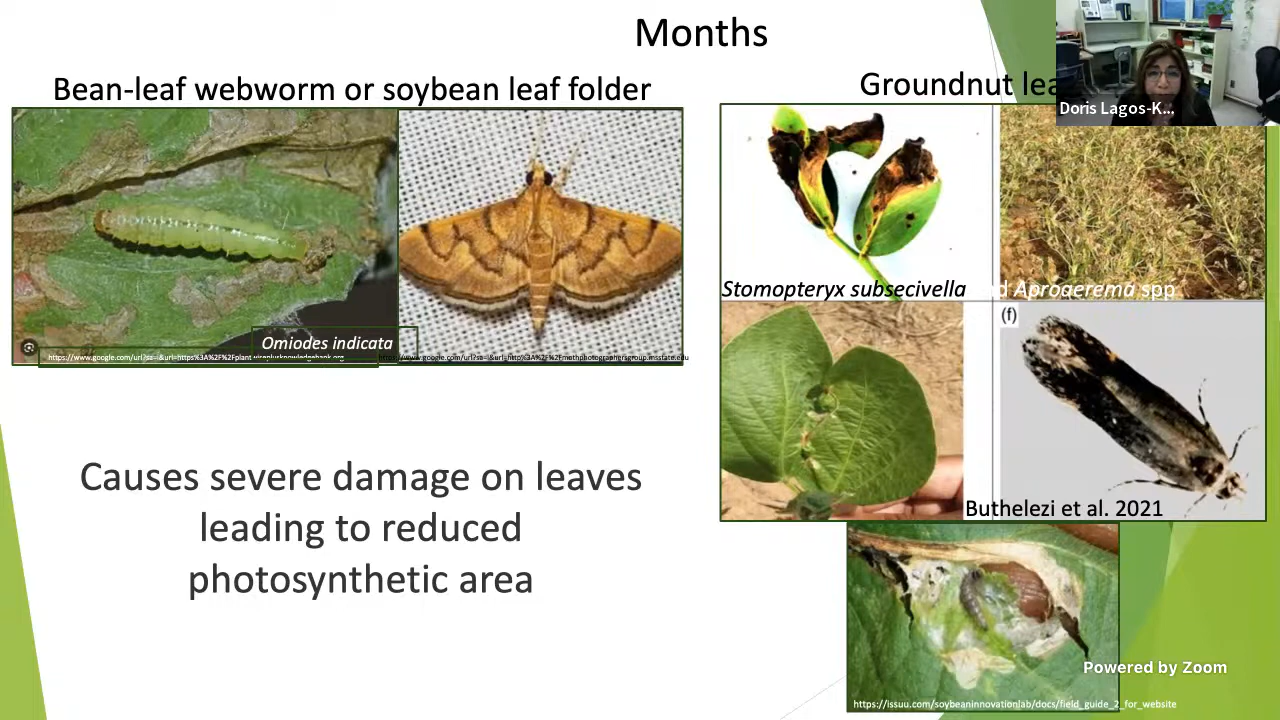 Months
Bean-leaf webworm or soybean leaf folder
Groundnut lea
Doris Lagos-K...
Stomopteryx subsecivella and Aproaerema spp
(f)
Omiodes indicata
Buthelezi et al. 2021
Causes severe damage on leaves
leading to reduced
photosynthetic area
Powered by Zoom
https://issuu.com/soybeaninnovationlab/docs/field_guide_2_for_website